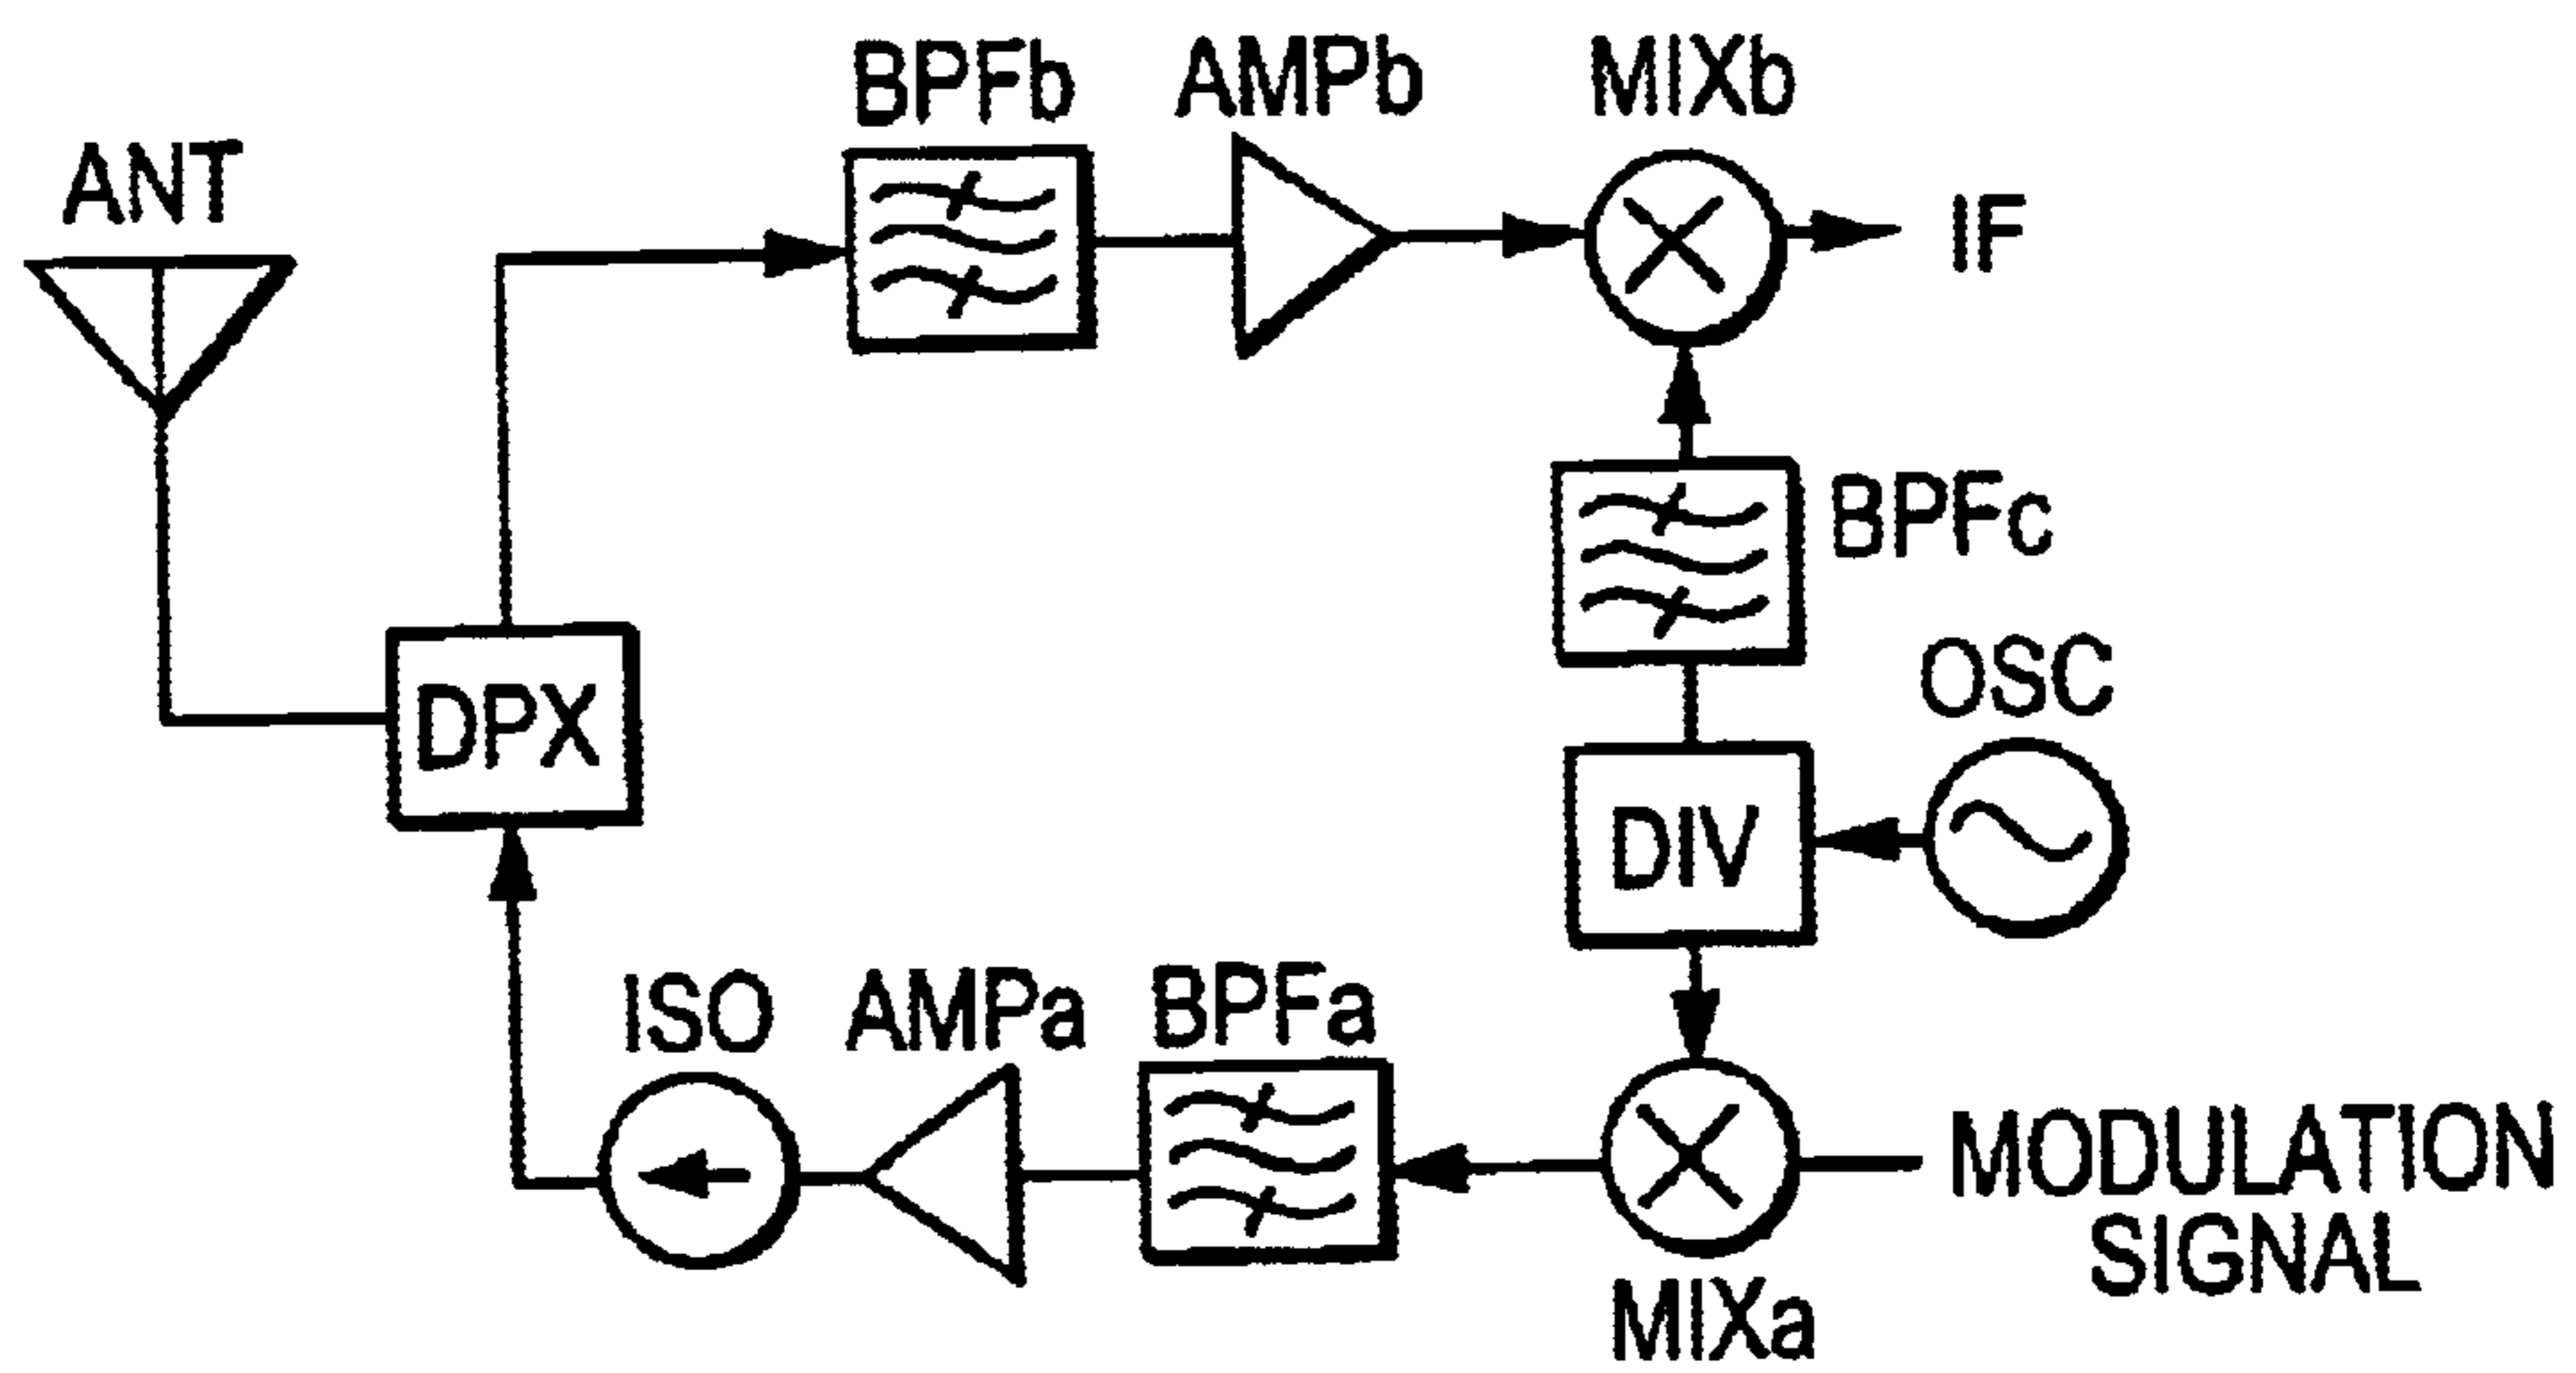 BPFb
AMPb
MIXb
ANT
IF
BPFc
OSC
DPX
DIV
ISO
AMPa
BPFa
MODULATION
SIGNAL
MIXa